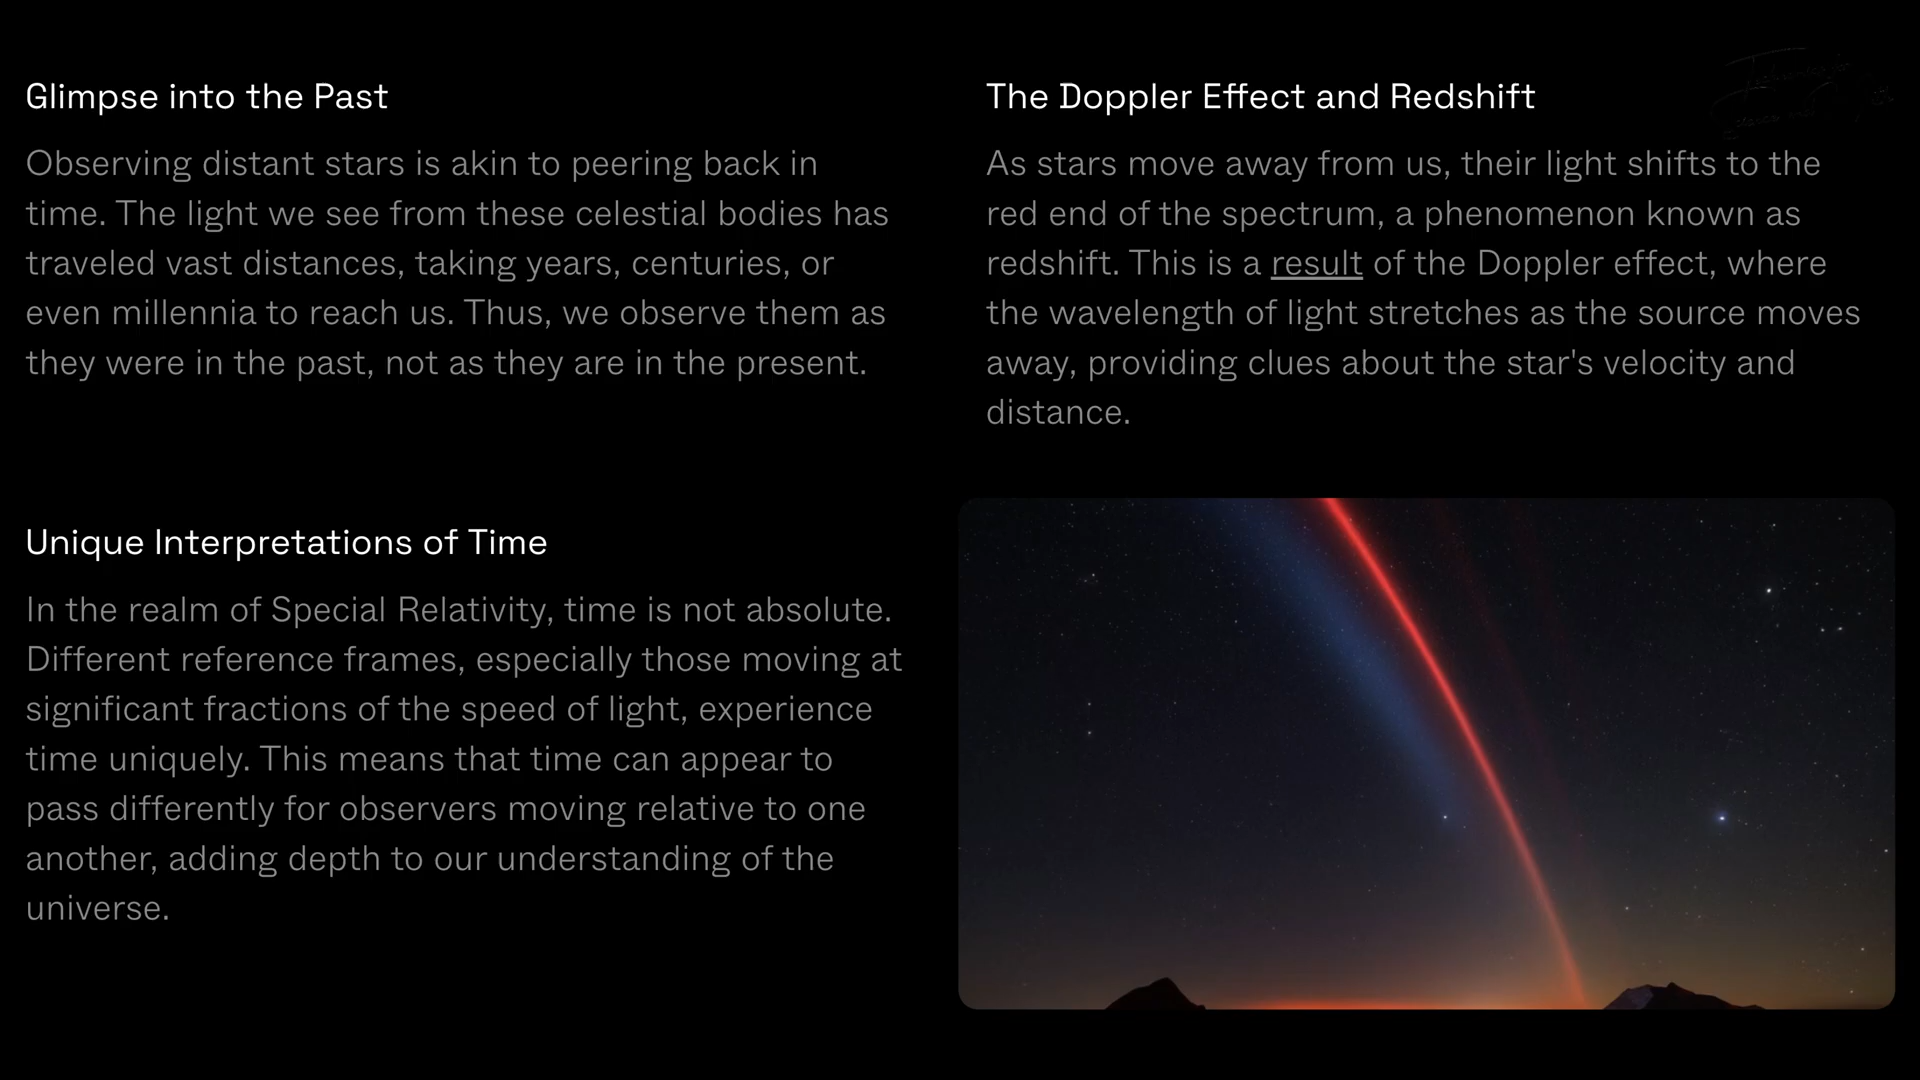 Glimpse into the Past
Observing distant stars is akin to peering back in
time. The light we see from these celestial bodies has
traveled vast distances, taking years, centuries, or
even millennia to reach us. Thus, we observe them as
they were in the past, not as they are in the present.
The Doppler Effect and Redshift
As stars move away from us, their light shifts to the
red end of the spectrum, a phenomenon known as
redshift. This is a result of the Doppler effect, where
the wavelength of light stretches as the source moves
away, providing clues about the star's velocity and
distance.
Unique Interpretations of Time
In the realm of Special Relativity, time is not absolute.
Different reference frames, especially those moving at
significant fractions of the speed of light, experience
time uniquely. This means that time can appear to
pass differently for observers moving relative to one
another, adding depth to our understanding of the
universe.